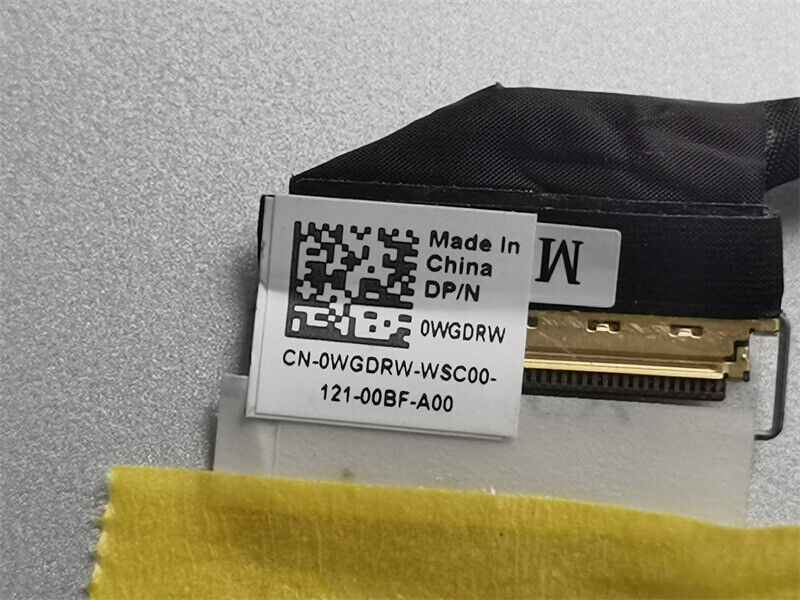 Made In
China
DP/N
0WGDRW
CN-0WGDRW-WSC00-
121-00BF-A00
M